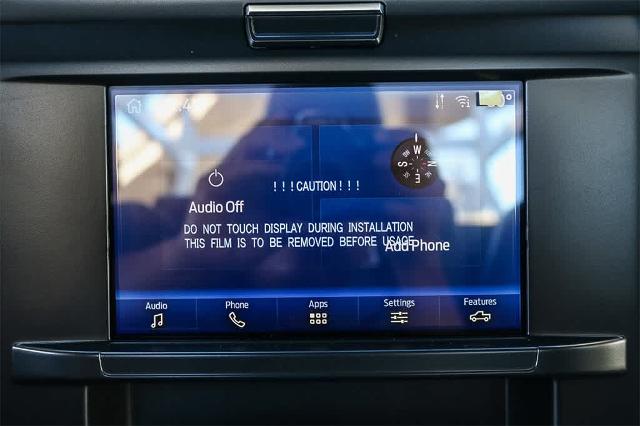 ! ! ! CAUTION ! ! !
Audio Off
DO NOT TOUCH DISPLAY DURING INSTALLATION
THIS FILM IS TO BE REMOVED BEFORE USAGE
Add Phone
W
S
N
E
Audio
Phone
Apps
Settings
Features